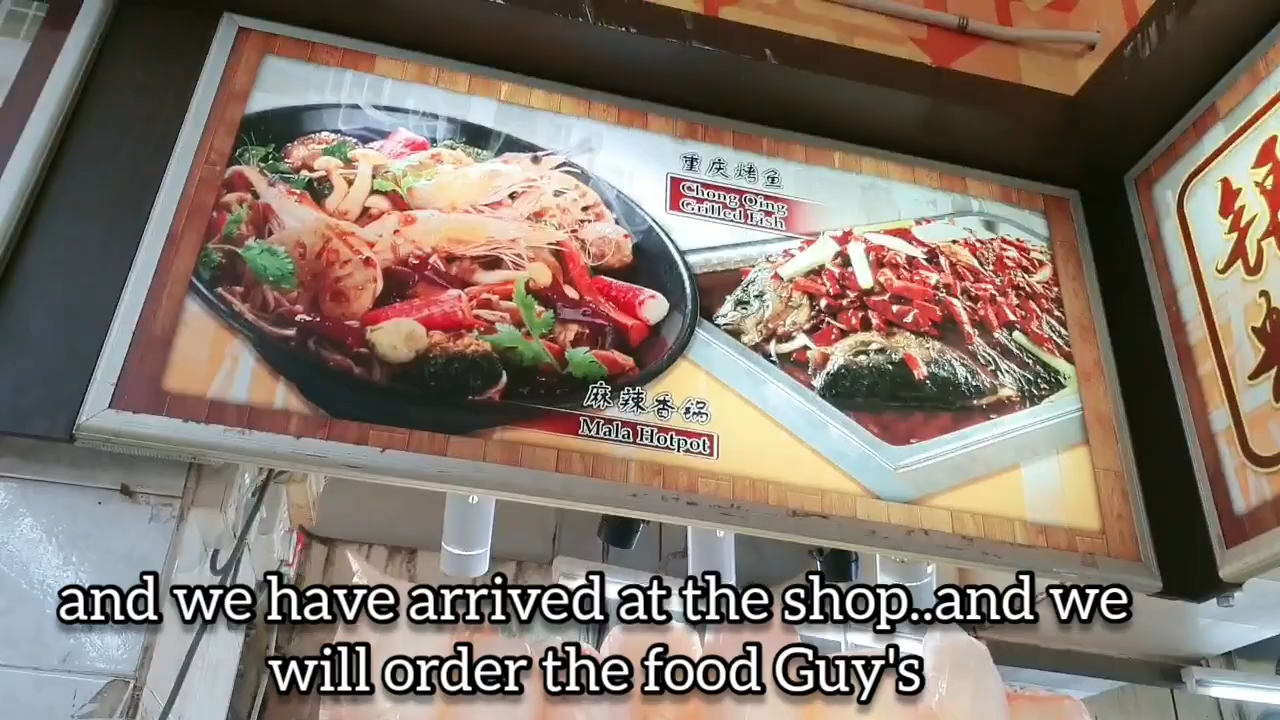 重庆烤鱼
Chong Qing
Grilled Fish
麻辣香锅
Mala Hotpot
and we have arrived at the shop..and we
will order the food Guy's